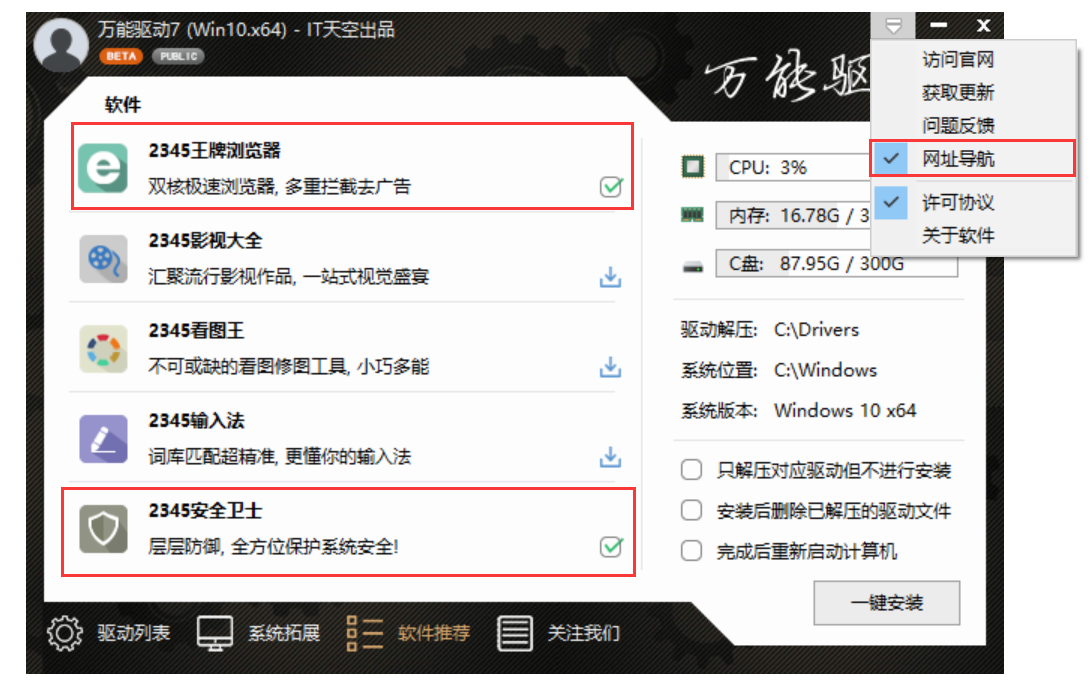 万能驱动7 (Win10.x64) - IT天空出品
BETA PUBLIC
万能驱
访问官网
获取更新
问题反馈
网址导航
许可协议
关于软件
软件
2345王牌浏览器
双核极速浏览器, 多重拦截去广告
2345影视大全
汇聚流行影视作品, 一站式视觉盛宴
2345看图王
不可或缺的看图修图工具, 小巧多能
2345输入法
词库匹配超精准, 更懂你的输入法
2345安全卫士
层层防御, 全方位保护系统安全!
CPU: 3%
内存: 16.78G / 3
C盘: 87.95G / 300G
驱动解压: C:\Drivers
系统位置: C:\Windows
系统版本: Windows 10 x64
只解压对应驱动但不进行安装
安装后删除已解压的驱动文件
完成后重新启动计算机
一键安装
驱动列表
系统拓展
软件推荐
关注我们